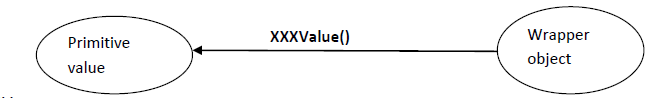 XXXValue()
Primitive
value
Wrapper
object